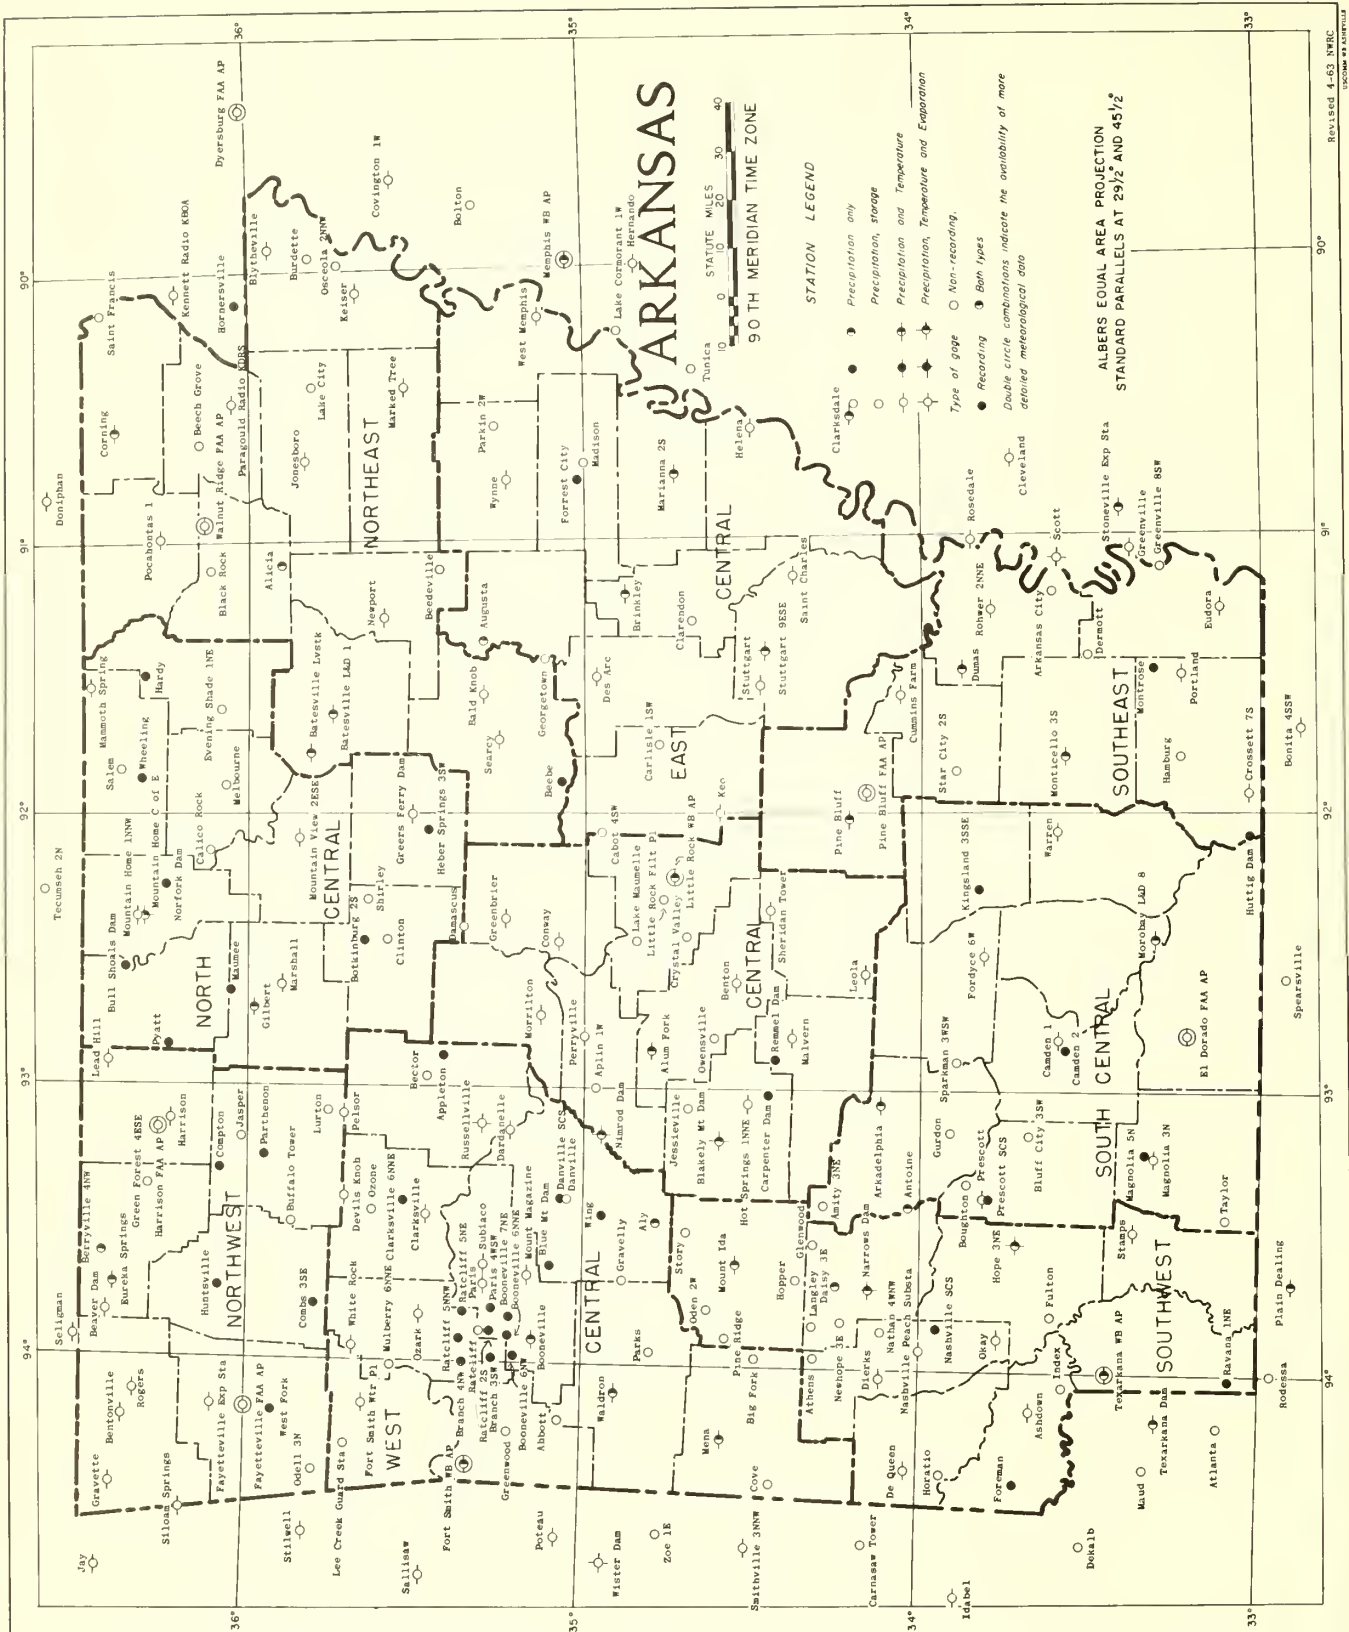 ARKANSAS
STATUTE MILES
10 0 10 20 30 40
90 TH MERIDIAN TIME ZONE
STATION LEGEND
Precipitation only
Precipitation, storage
Precipitation and Temperature
Precipitation, Temperature and Evaporation
Type of gage
Non-recording.
Recording
Both types
Double circle combinations indicate the availability of more
detailed meteorological data
ALBERS EQUAL AREA PROJECTION
STANDARD PARALLELS AT 29½° AND 45½°
Revised 4-63 NWRC
USCOMM WB ASHEVILLE
94°
93°
92°
91°
90°
36°
35°
34°
33°
36°
35°
34°
33°
94°
93°
92°
91°
90°
NORTHWEST
NORTH
CENTRAL
NORTHEAST
WEST
CENTRAL
CENTRAL
EAST
CENTRAL
SOUTHWEST
SOUTH CENTRAL
SOUTHEAST
Jay
Seligman
Gravette
Bentonville
Rogers
Siloam Springs
Beaver Dam
Eureka Springs
Berryville 4NW
Green Forest 4ESE
Harrison FAA AP
Harrison
Huntsville
Compton
Jasper
Parthenon
Fayetteville Exp Sta
Fayetteville FAA AP
West Fork
Odell 3N
Combs 3SE
Buffalo Tower
Lurton
Pelsor
Stilwell
Lee Creek Guard Sta
Sallisaw
Lead Hill
Pyatt
Bull Shoals Dam
Mountain Home 1NNW
Mountain Home C of E
Norfork Dam
Tecumseh 2N
Calico Rock
Maumee
Gilbert
Marshall
Salem
Mammoth Spring
Wheeling
Hardy
Evening Shade 1NE
Melbourne
Mountain View 2ESE
Batesville Lvstk
Batesville L&D 1
Botkinburg 2S
Shirley
Clinton
Greers Ferry Dam
Heber Springs 3SW
Damascus
Doniphan
Corning
Saint Francis
Kennett Radio KBOA
Hornersville
Dyersburg FAA AP
Pocahontas 1
Walnut Ridge FAA AP
Beech Grove
Paragould Radio KDRS
Black Rock
Alicia
Jonesboro
Lake City
Blytheville
Burdette
Osceola 2NNW
Keiser
Marked Tree
Newport
Beedeville
Covington 1W
Bolton
Fort Smith Wtr Pl
White Rock
Mulberry 6NNE
Devils Knob
Ozone
Clarksville 6NNE
Clarksville
Ozark
Ratcliff 5NNW
Ratcliff 5NE
Ratcliff
Ratcliff 2S
Paris
Subiaco
Paris 4WSW
Branch 4NW
Branch 3SW
Booneville 7NE
Booneville 6NNE
Booneville 6NW
Booneville
Fort Smith WB AP
Greenwood
Abbott
Mount Magazine
Blue Mt Dam
Danville SCS
Danville
Dardanelle
Russellville
Appleton
Bector
Poteau
Wister Dam
Waldron
Wing
Gravelly
Parks
Aly
Nimrod Dam
Aplin 1W
Perryville
Morrilton
Greenbrier
Conway
Searcy
Bald Knob
Augusta
Georgetown
Beebe
Des Arc
Wynne
Parkin 2W
West Memphis
Memphis WB AP
Forrest City
Madison
Marianna 2S
Brinkley
Clarendon
Helena
Lake Cormorant 1W
Hernando
Tunica
Clarksdale
Saint Charles
Stuttgart
Stuttgart 9ESE
Carlisle 1SW
Cabot 4SW
Keo
Lake Maumelle
Little Rock Filt Pl
Little Rock WB AP
Crystal Valley
Sheridan Tower
Benton
Alum Fork
Owensville
Remmel Dam
Malvern
Leola
Jessieville
Blakely Mt Dam
Hot Springs 1NNE
Carpenter Dam
Story
Mount Ida
Oden 2W
Pine Ridge
Big Fork
Mena
Cove
Zoe 1E
Smithville 3NNW
Carnasaw Tower
Idabel
Hopper
Langley
Glenwood
Daisy 3E
Amity 3NE
Athens
Newhope 3E
Dierks
Nathan 4WNW
Narrows Dam
Antoine
Arkadelphia
Nashville Peach Substa
Nashville SCS
De Queen
Horatio
Foreman
Ashdown
Index
Okay
Fulton
Hope 3NE
Boughton
Prescott
Prescott SCS
Gurdon
Bluff City 3SW
Sparkman 3WSW
Fordyce 6W
Kingsland 3SSE
Camden 1
Camden 2
Morobay L&D 8
El Dorado FAA AP
Magnolia 5N
Magnolia 3N
Stamps
Taylor
Texarkana WB AP
Texarkana Dam
Ravana 1NE
Maud
Dekalb
Atlanta
Rodessa
Plain Dealing
Spearsville
Bonita 4SSW
Huttig Dam
Crossett 7S
Hamburg
Warren
Monticello 3S
Star City 2S
Pine Bluff
Pine Bluff FAA AP
Cummins Farm
Dumas
Rohwer 2NNE
Rosedale
Cleveland
Scott
Arkansas City
Dermott
Stoneville Exp Sta
Greenville
Greenville 8SW
Montrose
Portland
Eudora